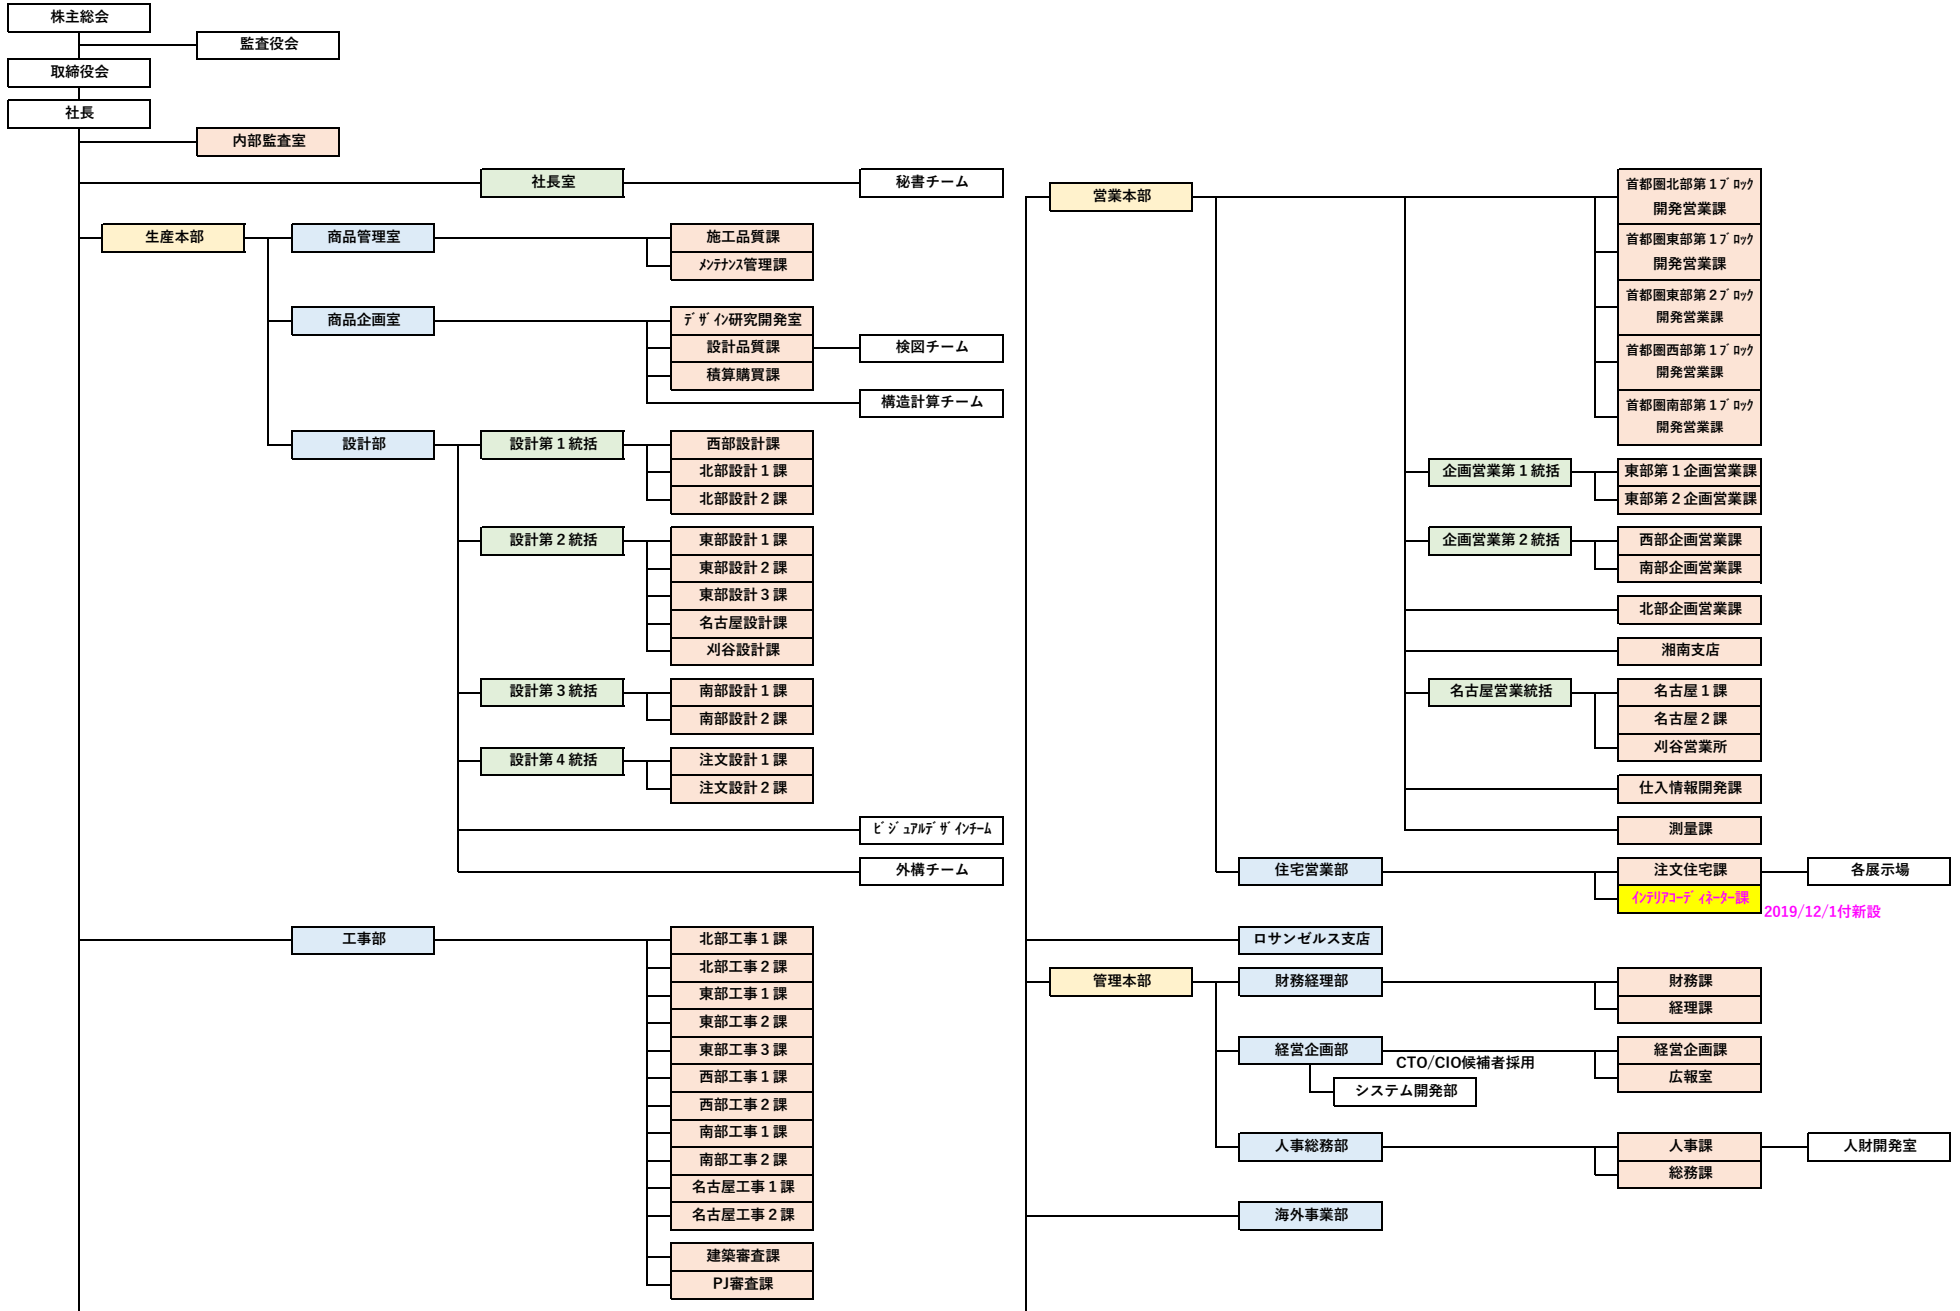 株主総会
監査役会
取締役会
社長
内部監査室
社長室
秘書チーム
生産本部
商品管理室
施工品質課
ﾒﾝﾃﾅﾝｽ管理課
商品企画室
ﾃﾞｻﾞｲﾝ研究開発室
設計品質課
検図チーム
積算購買課
構造計算チーム
設計部
設計第１統括
西部設計課
北部設計１課
北部設計２課
設計第２統括
東部設計１課
東部設計２課
東部設計３課
名古屋設計課
刈谷設計課
設計第３統括
南部設計１課
南部設計２課
設計第４統括
注文設計１課
注文設計２課
ﾋﾞｼﾞｭｱﾙﾃﾞｻﾞｲﾝﾁｰﾑ
外構チーム
工事部
北部工事１課
北部工事２課
東部工事１課
東部工事２課
東部工事３課
西部工事１課
西部工事２課
南部工事１課
南部工事２課
名古屋工事１課
名古屋工事２課
建築審査課
PJ審査課
営業本部
首都圏北部第１ﾌﾞﾛｯｸ
開発営業課
首都圏東部第１ﾌﾞﾛｯｸ
開発営業課
首都圏東部第２ﾌﾞﾛｯｸ
開発営業課
首都圏西部第１ﾌﾞﾛｯｸ
開発営業課
首都圏南部第１ﾌﾞﾛｯｸ
開発営業課
企画営業第１統括
東部第１企画営業課
東部第２企画営業課
企画営業第２統括
西部企画営業課
南部企画営業課
北部企画営業課
湘南支店
名古屋営業統括
名古屋１課
名古屋２課
刈谷営業所
仕入情報開発課
測量課
住宅営業部
注文住宅課
各展示場
ｲﾝﾃﾘｱｺｰﾃﾞｨﾈｰﾀｰ課
2019/12/1付新設
ロサンゼルス支店
管理本部
財務経理部
財務課
経理課
経営企画部
CTO/CIO候補者採用
経営企画課
広報室
システム開発部
人事総務部
人事課
人財開発室
総務課
海外事業部